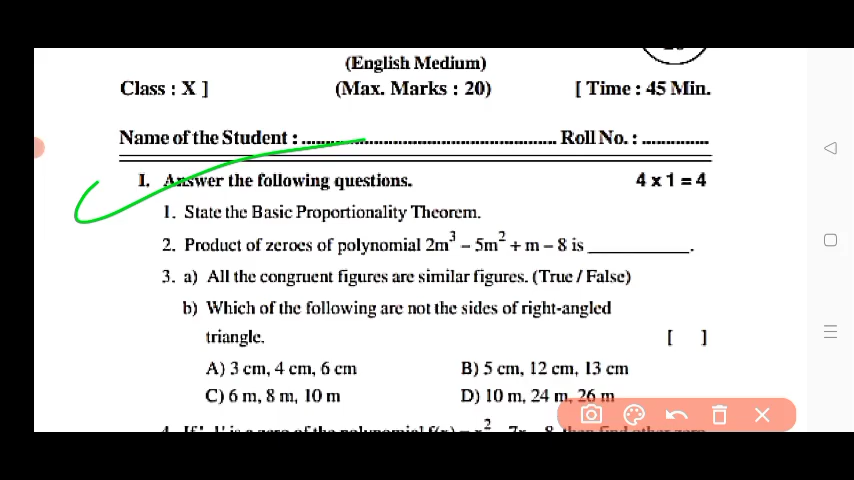 (English Medium)
Class : X ]   (Max. Marks : 20)   [ Time : 45 Min.
Name of the Student : ................................................................ Roll No. : ...............
I. Answer the following questions.   4 x 1 = 4
1. State the Basic Proportionality Theorem.
2. Product of zeroes of polynomial 2m³ – 5m² + m – 8 is __________.
3. a) All the congruent figures are similar figures. (True / False)
b) Which of the following are not the sides of right-angled
triangle.   [   ]
A) 3 cm, 4 cm, 6 cm   B) 5 cm, 12 cm, 13 cm
C) 6 m, 8 m, 10 m   D) 10 m, 24 m, 26 m